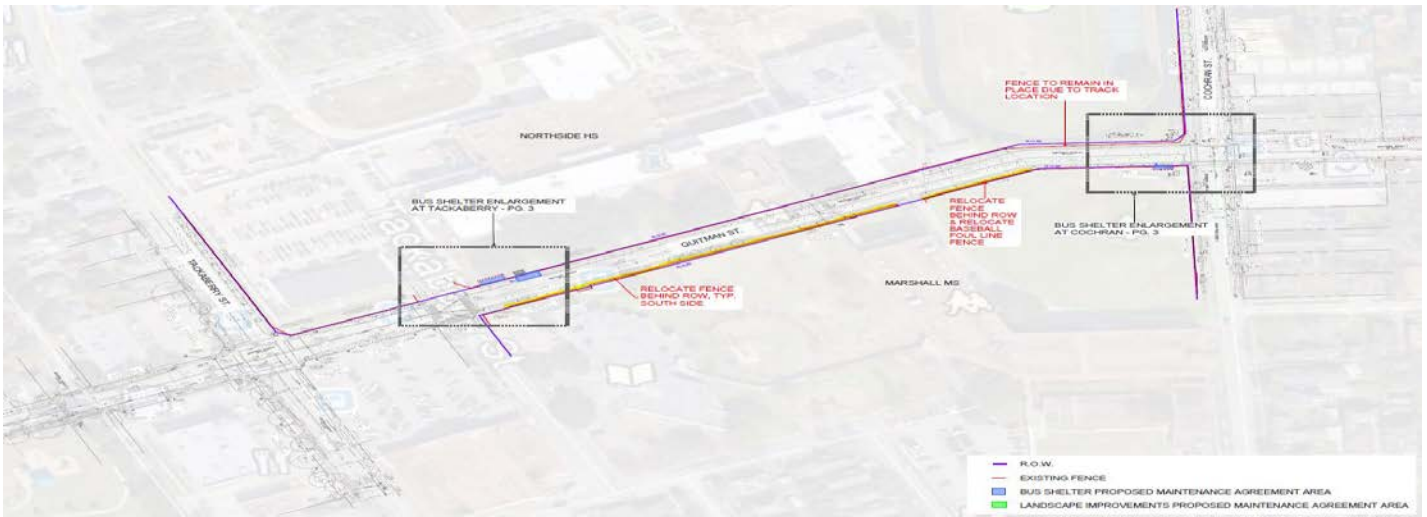 FENCE TO REMAIN IN
PLACE DUE TO TRACK
LOCATION
COCHRAN ST.
NORTHSIDE HS
BUS SHELTER ENLARGEMENT
AT TACKABERRY - PG. 3
QUITMAN ST.
RELOCATE
FENCE
BEHIND ROW
& RELOCATE
BASEBALL
FOUL LINE
FENCE
BUS SHELTER ENLARGEMENT
AT COCHRAN - PG. 3
TACKABERRY ST.
RELOCATE FENCE
BEHIND ROW, TYP.
SOUTH SIDE
MARSHALL MS
R.O.W.
EXISTING FENCE
BUS SHELTER PROPOSED MAINTENANCE AGREEMENT AREA
LANDSCAPE IMPROVEMENTS PROPOSED MAINTENANCE AGREEMENT AREA